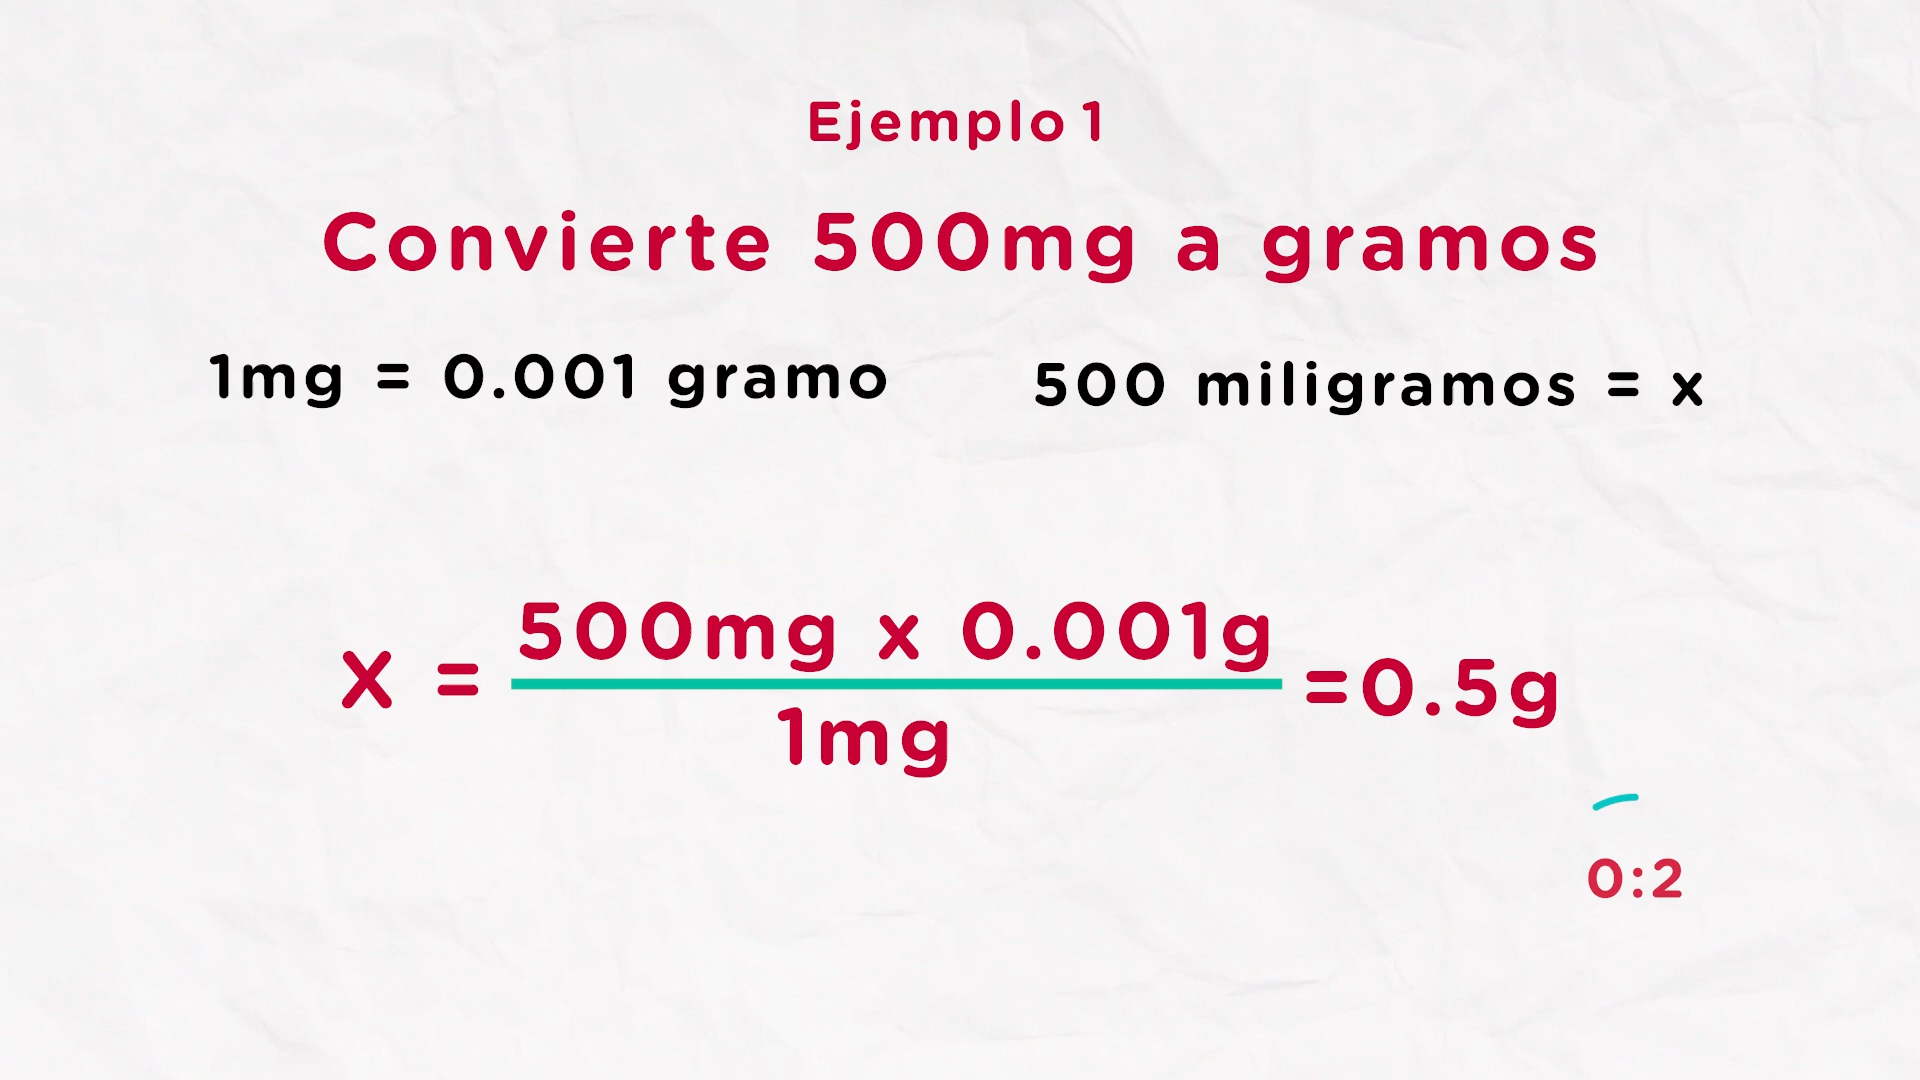 Ejemplo 1
Convierte 500mg a gramos
1mg = 0.001 gramo
500 miligramos = x
x = 500mg x 0.001g =0.5g
1mg
0:2